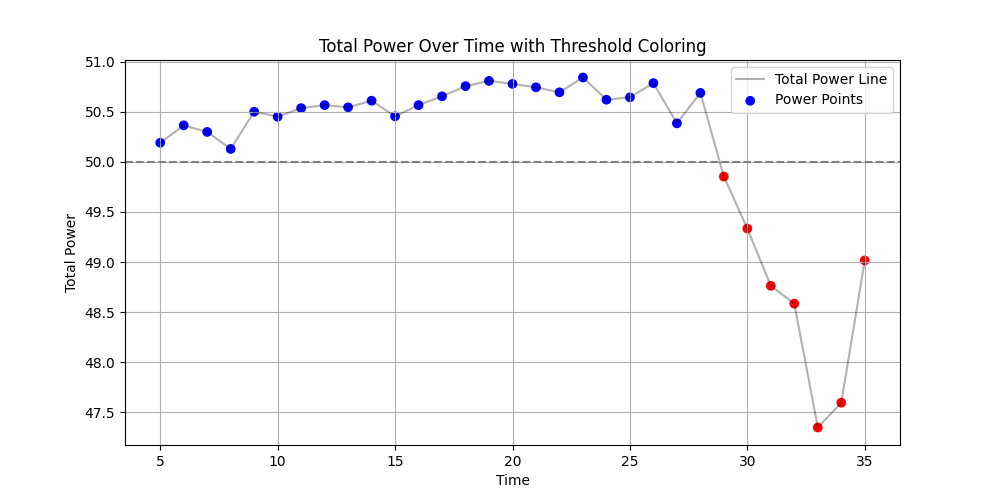 Total Power Over Time with Threshold Coloring
Total Power Line
Power Points
51.0
50.5
50.0
49.5
49.0
48.5
48.0
47.5
Total Power
5 10 15 20 25 30 35
Time